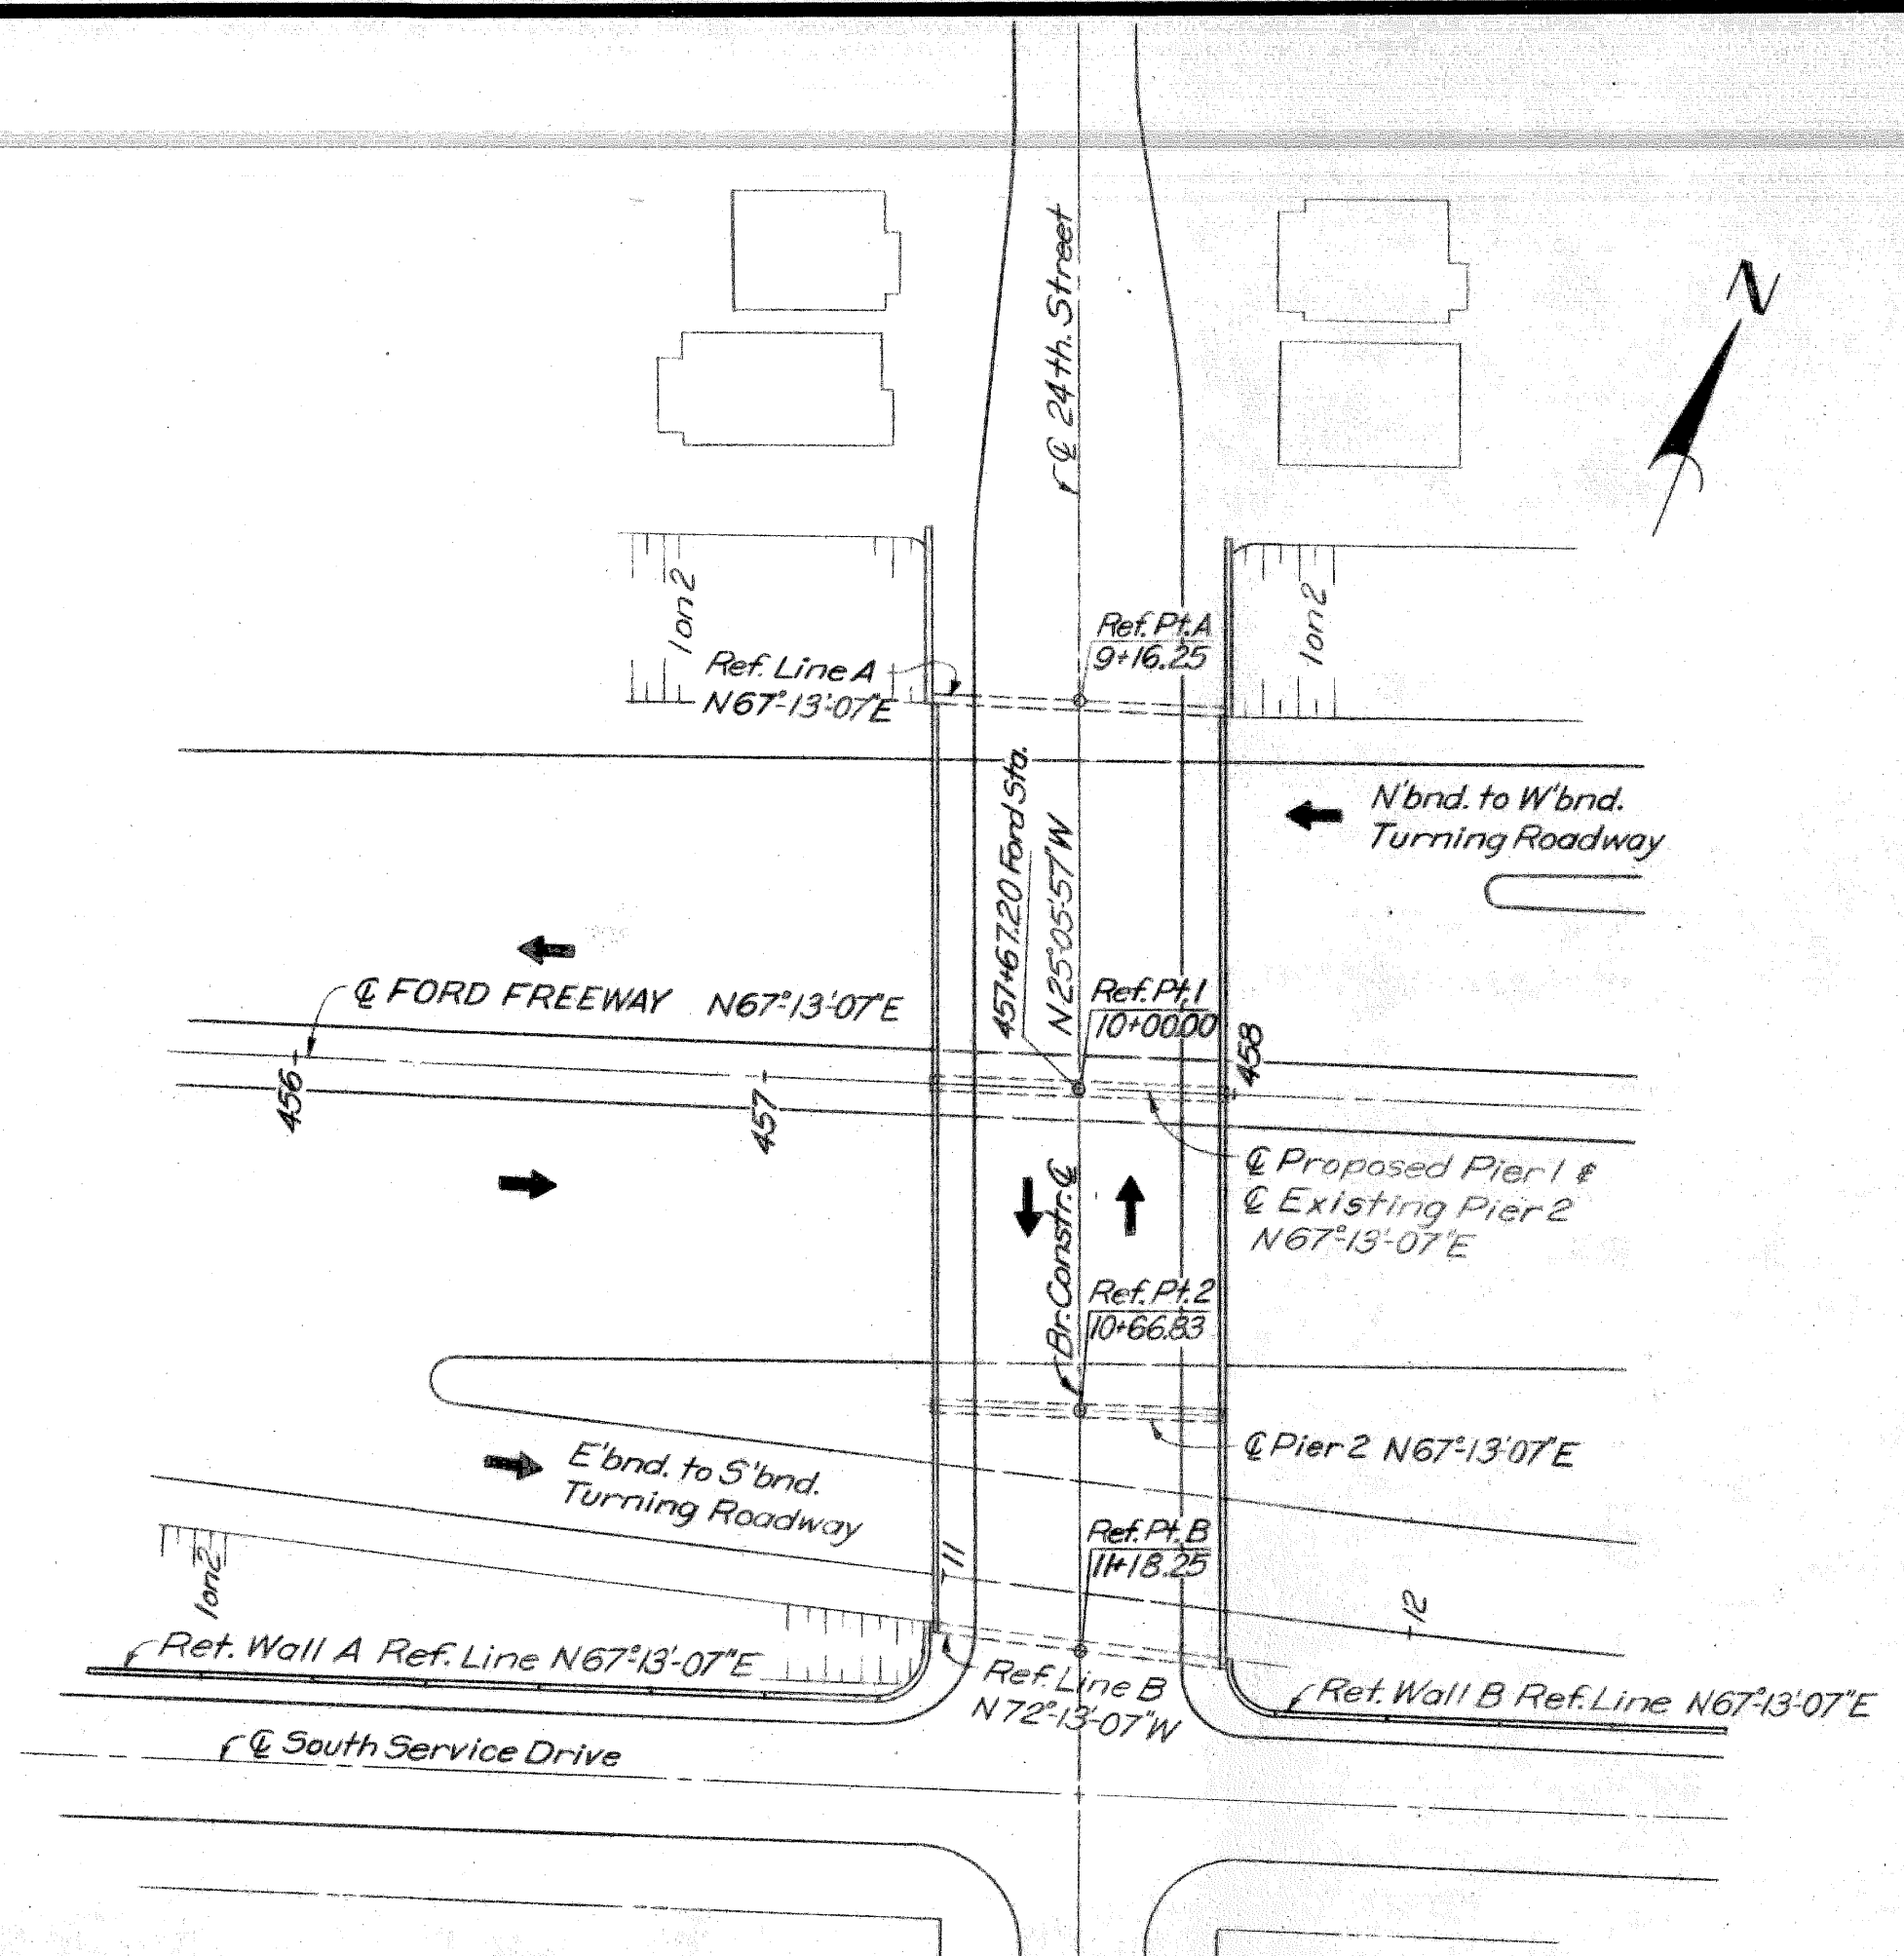 N
℄ 24th. Street
1on2
1on2
Ref. Pt. A
9+16.25
Ref. Line A
N67°-13'-07"E
N'bnd. to W'bnd.
Turning Roadway
457+67.20 Ford Sta.
N25°05'57"W
℄ FORD FREEWAY N67°-13'-07"E
Ref. Pt. 1
10+00.00
456
457
458
℄ Proposed Pier 1 &
℄ Existing Pier 2
N67°-13'-07"E
Br. Constr. ℄
Ref. Pt. 2
10+66.83
℄ Pier 2 N67°-13'07"E
E'bnd. to S'bnd.
Turning Roadway
Ref. Pt. B
11+18.25
11
12
1on2
Ret. Wall A Ref. Line N67°-13'-07"E
Ref. Line B
N72°-13'-07"W
Ret. Wall B Ref. Line N67°-13'-07"E
℄ South Service Drive